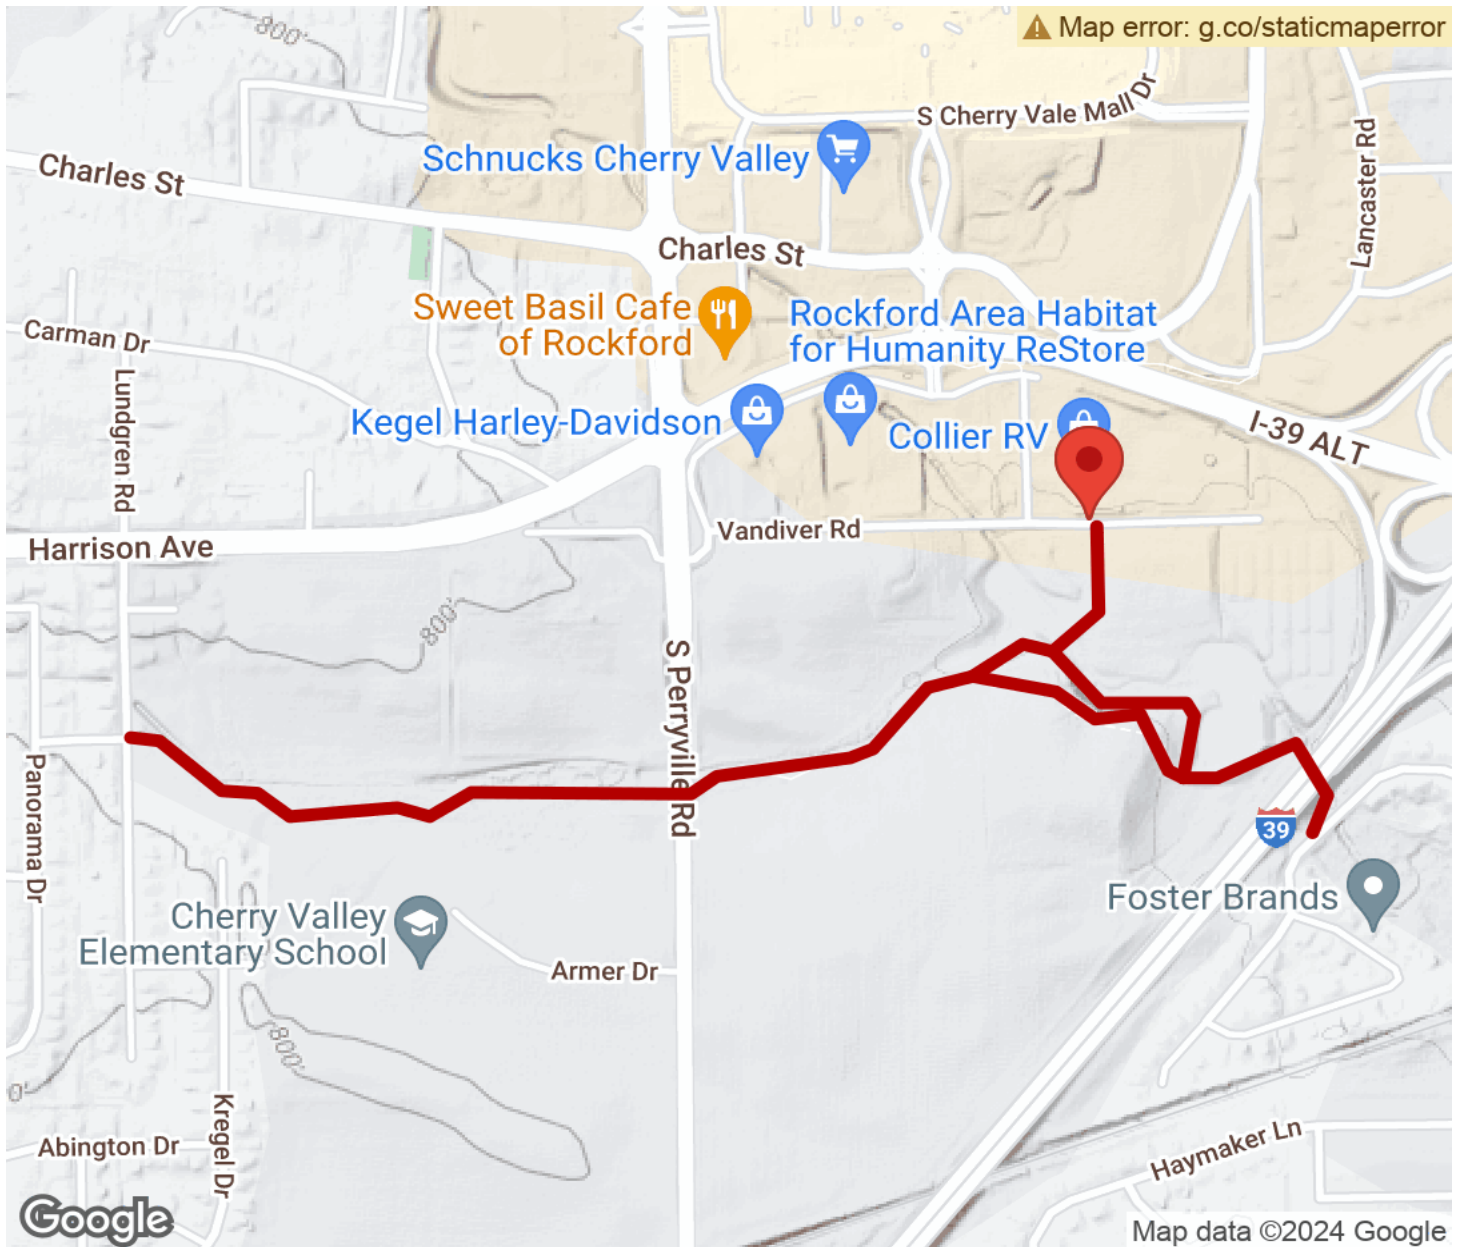 800'
Map error: g.co/staticmaperror
S Cherry Vale Mall Dr
Schnucks Cherry Valley
Charles St
Lancaster Rd
Charles St
Sweet Basil Cafe
of Rockford
Rockford Area Habitat
for Humanity ReStore
Carman Dr
Lundgren Rd
Kegel Harley-Davidson
Collier RV
I-39 ALT
Vandiver Rd
Harrison Ave
800'
S Perryville Rd
Panorama Dr
39
Foster Brands
Cherry Valley
Elementary School
Armer Dr
800'
0'
Kregel Dr
Abington Dr
Haymaker Ln
Google
Map data ©2024 Google